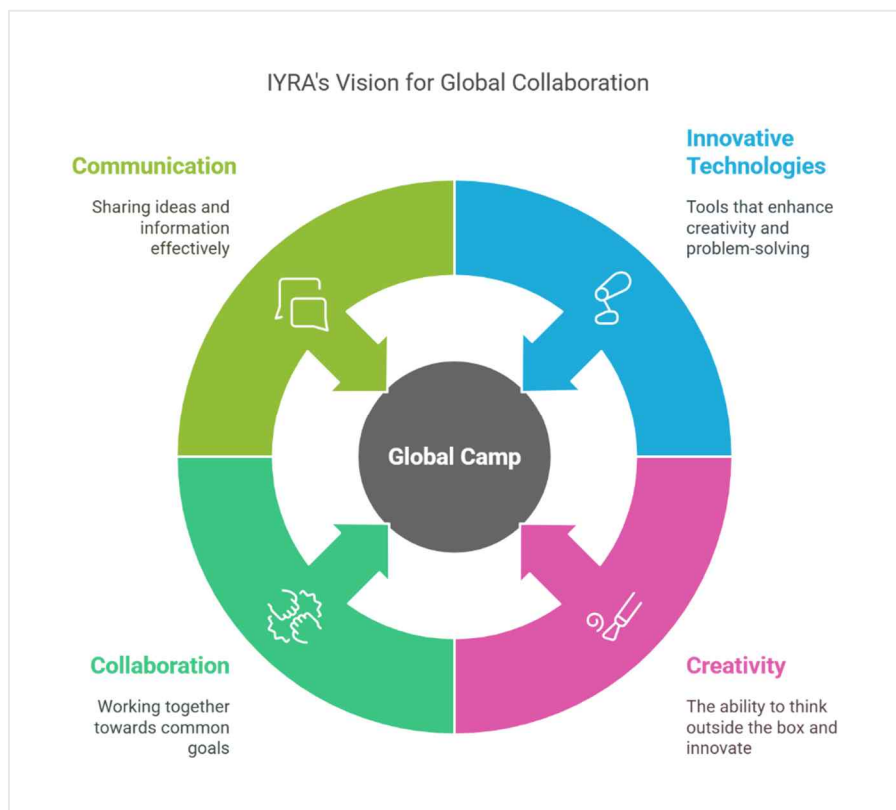 IYRA's Vision for Global Collaboration
Communication
Sharing ideas and
information
effectively
Innovative
Technologies
Tools that enhance
creativity and
problem-solving
Global Camp
Collaboration
Working together
towards common
goals
Creativity
The ability to think
outside the box and
innovate